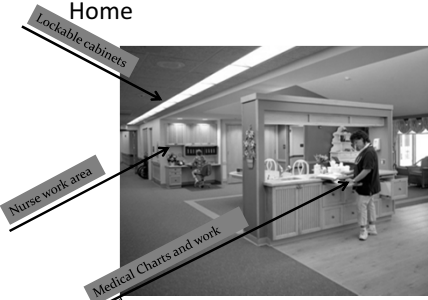 Home
Lockable cabinets
Nurse work area
Medical Charts and work